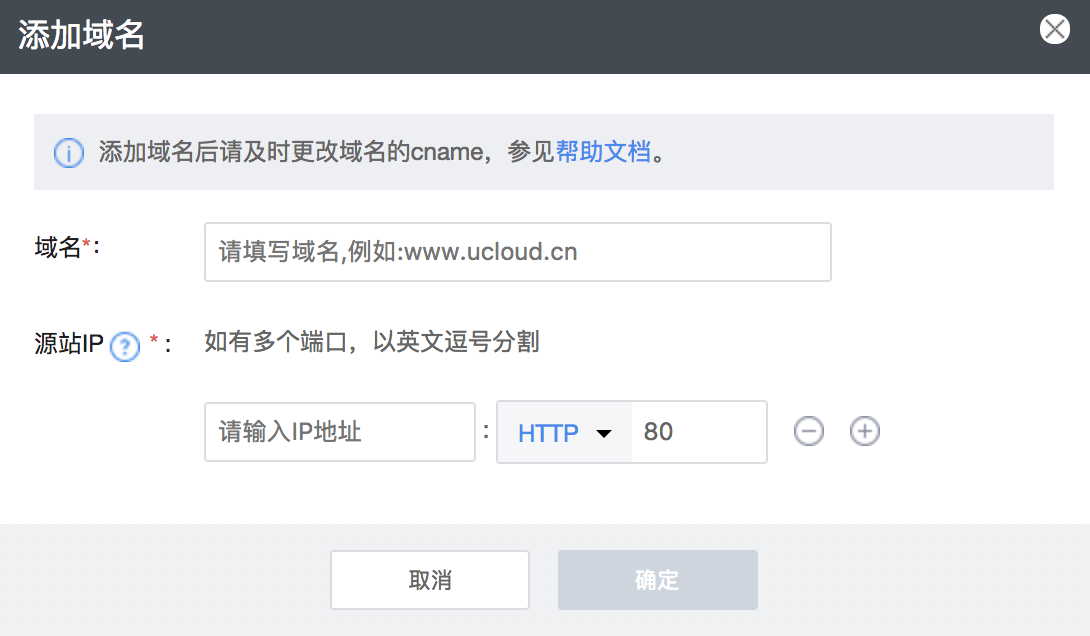 添加域名
添加域名后请及时更改域名的cname，参见帮助文档。
域名*：
请填写域名,例如:www.ucloud.cn
源站IP ? *：
如有多个端口，以英文逗号分割
请输入IP地址 : HTTP 80
取消
确定